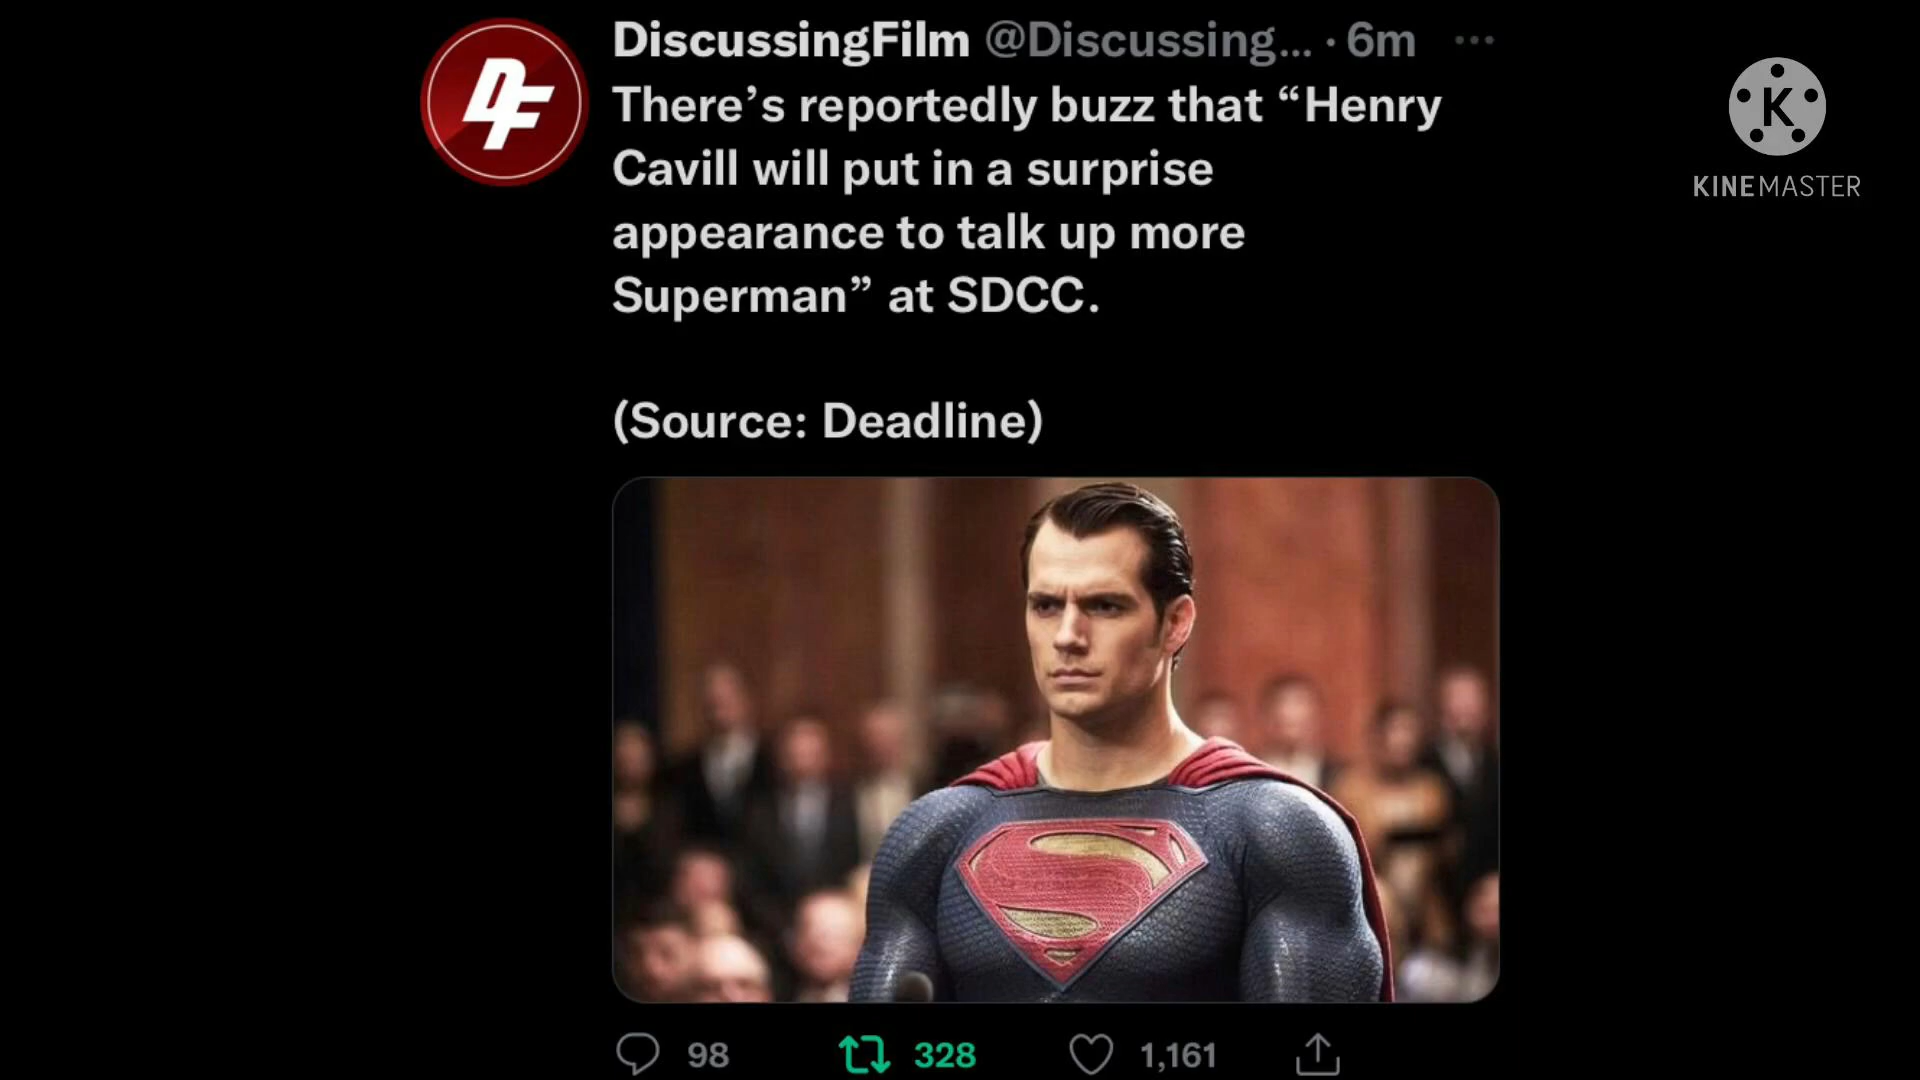 DiscussingFilm @Discussing... · 6m ···
There's reportedly buzz that “Henry
Cavill will put in a surprise
appearance to talk up more
Superman” at SDCC.
(Source: Deadline)
98 328 1,161
DF
K
KINEMASTER